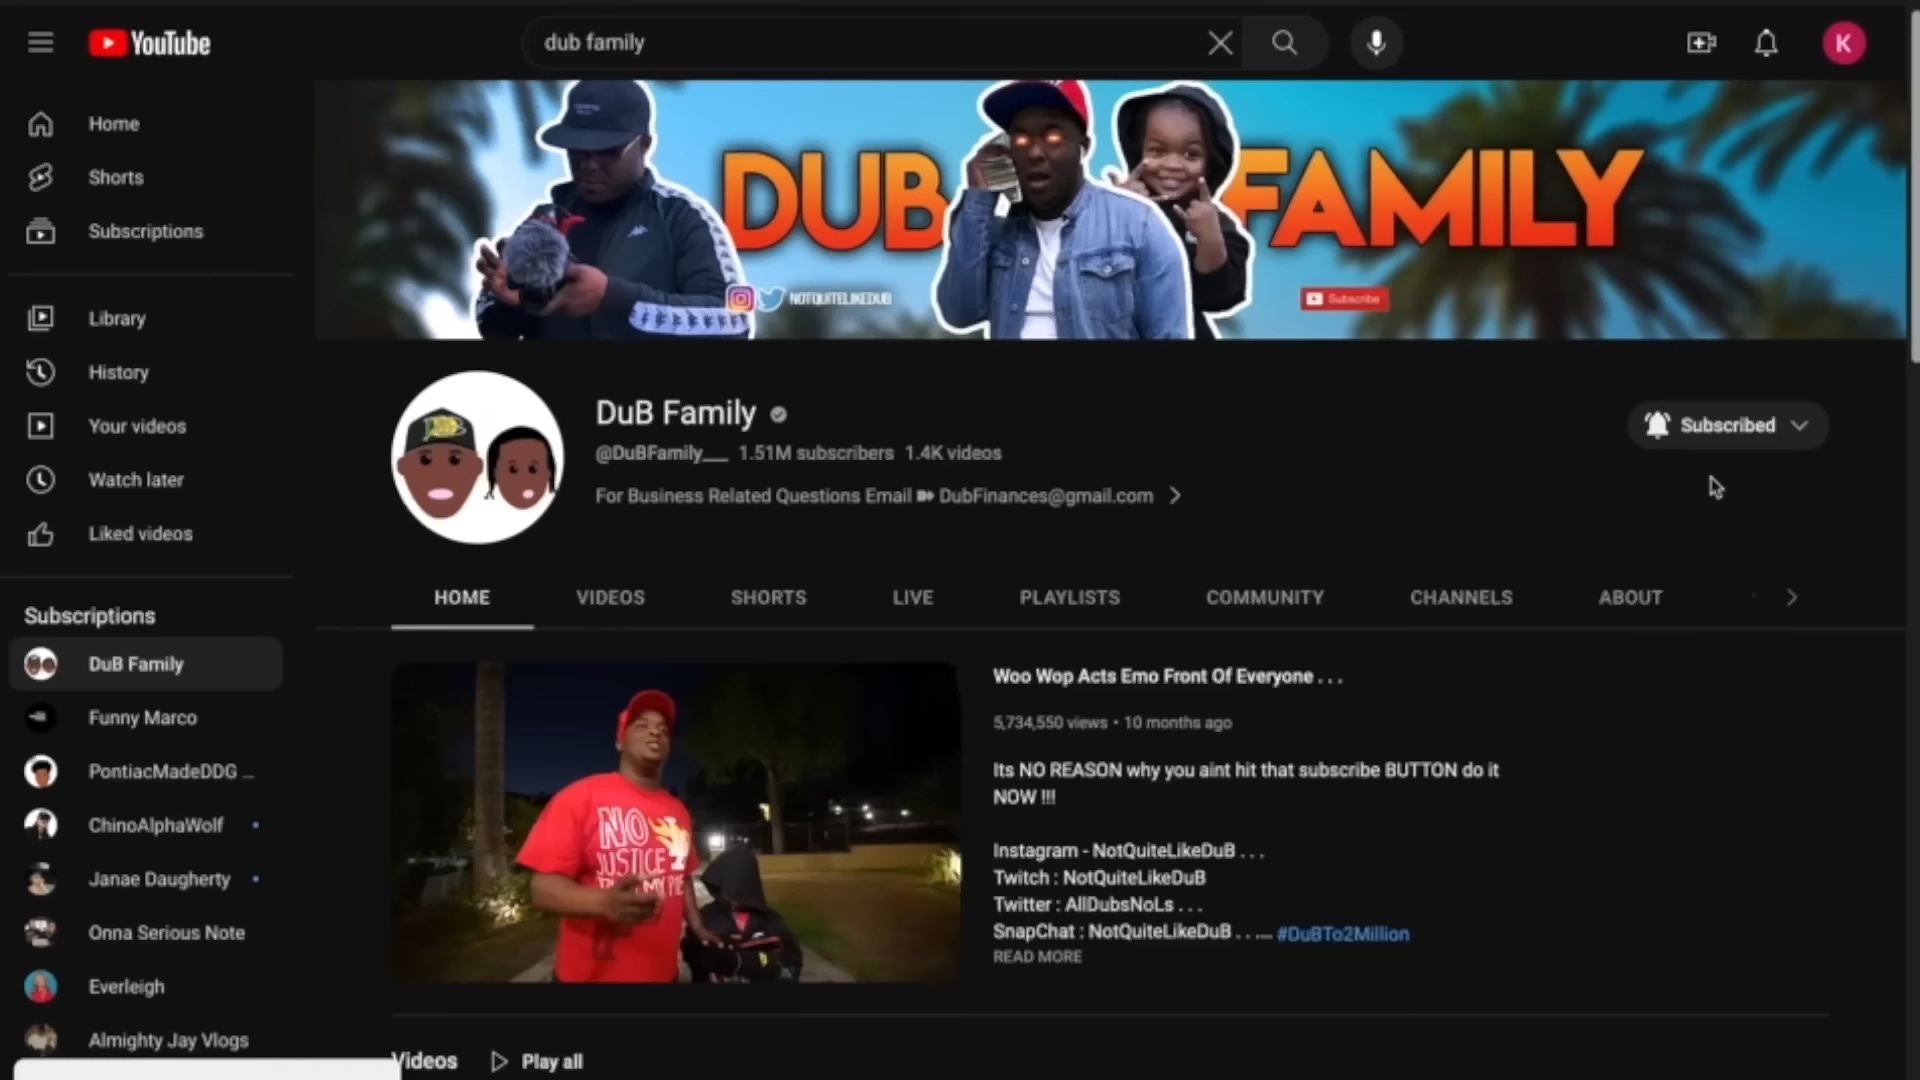 YouTube
dub family
K
Home
Shorts
Subscriptions
Library
History
Your videos
Watch later
Liked videos
Subscriptions
DuB Family
Funny Marco
PontiacMadeDDG ...
ChinoAlphaWolf
Janae Daugherty
Onna Serious Note
Everleigh
Almighty Jay Vlogs
DUB FAMILY
NOTQUITELIKEDUB
Subscribe
DuB Family
@DuBFamily__ 1.51M subscribers 1.4K videos
For Business Related Questions Email DubFinances@gmail.com
Subscribed
HOME VIDEOS SHORTS LIVE PLAYLISTS COMMUNITY CHANNELS ABOUT
NO
JUSTICE
Woo Wop Acts Emo Front Of Everyone . . .
5,734,550 views • 10 months ago
Its NO REASON why you aint hit that subscribe BUTTON do it
NOW !!!
Instagram - NotQuiteLikeDuB . . .
Twitch : NotQuiteLikeDuB
Twitter : AllDubsNoLs . . .
SnapChat : NotQuiteLikeDuB . . .... #DuBTo2Million
READ MORE
Videos Play all